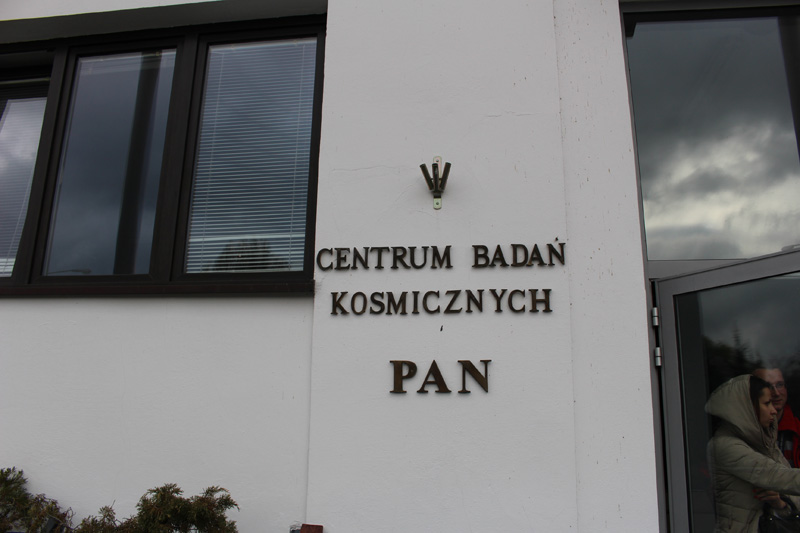 CENTRUM BADAŃ
KOSMICZNYCH
PAN